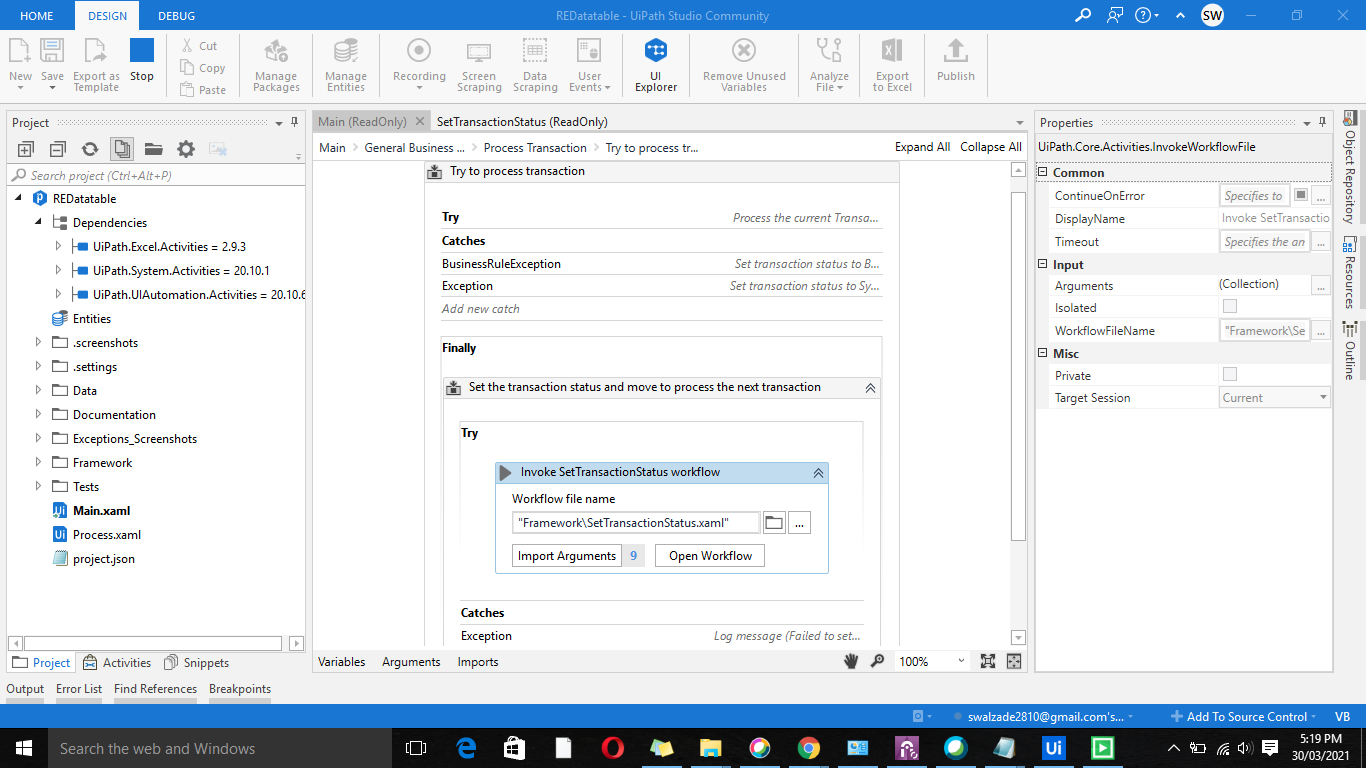 HOME DESIGN DEBUG REDatatable - UiPath Studio Community SW
New Save Export as Template Stop Cut Copy Paste Manage Packages Manage Entities Recording Screen Scraping Data Scraping User Events UI Explorer Remove Unused Variables Analyze File Export to Excel Publish
Project
Search project (Ctrl+Alt+P)
REDatatable
Dependencies
UiPath.Excel.Activities = 2.9.3
UiPath.System.Activities = 20.10.1
UiPath.UIAutomation.Activities = 20.10.6
Entities
.screenshots
.settings
Data
Documentation
Exceptions_Screenshots
Framework
Tests
Main.xaml
Process.xaml
project.json
Project Activities Snippets
Main (ReadOnly) SetTransactionStatus (ReadOnly)
Main General Business ... Process Transaction Try to process tr... Expand All Collapse All
Try to process transaction
Try Process the current Transa...
Catches
BusinessRuleException Set transaction status to B...
Exception Set transaction status to Sy...
Add new catch
Finally
Set the transaction status and move to process the next transaction
Try
Invoke SetTransactionStatus workflow
Workflow file name
"Framework\SetTransactionStatus.xaml" ...
Import Arguments 9 Open Workflow
Catches
Exception Log message (Failed to set...
Variables Arguments Imports 100%
Properties
UiPath.Core.Activities.InvokeWorkflowFile
Common
ContinueOnError Specifies to ...
DisplayName Invoke SetTransactio
Timeout Specifies the an ...
Input
Arguments (Collection) ...
Isolated
WorkflowFileName "Framework\Se ...
Misc
Private
Target Session Current
Object Repository
Resources
Outline
Output Error List Find References Breakpoints
swalzade2810@gmail.com's... Add To Source Control VB
Search the web and Windows
Ui
5:19 PM
30/03/2021